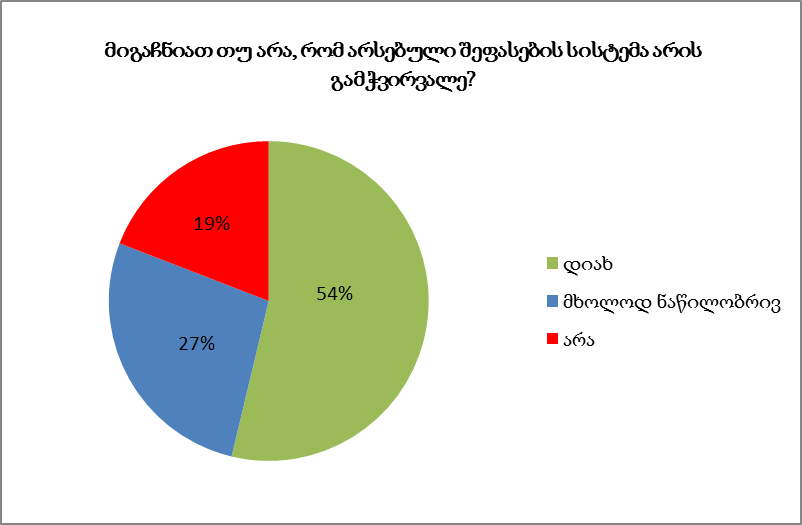 მიგაჩნიათ თუ არა, რომ არსებული შეფასების სისტემა არის
გამჭვირვალე?
19%
54%
27%
დიახ
მხოლოდ ნაწილობრივ
არა